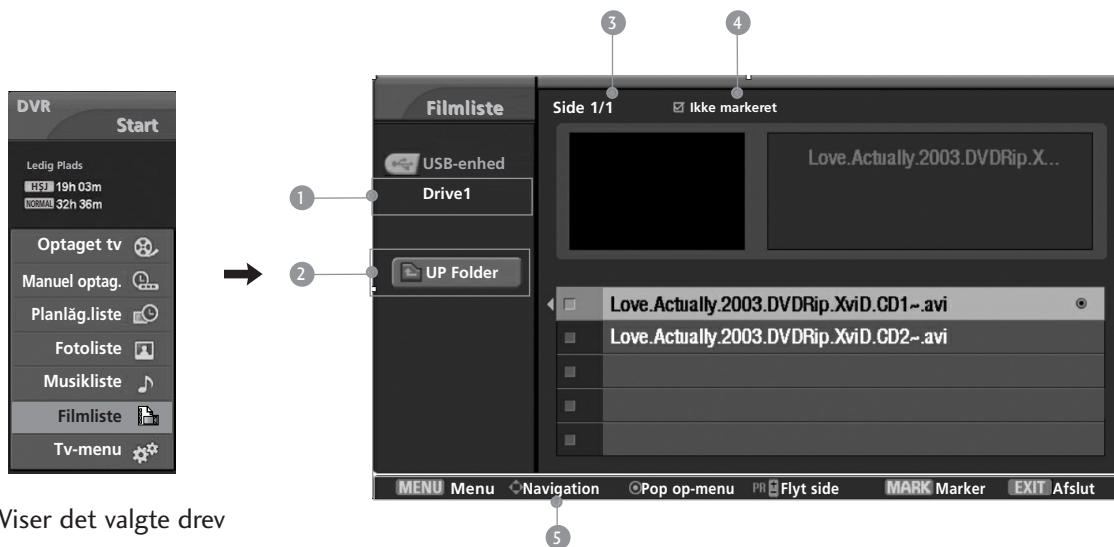 3
4
DVR
Start
Ledig Plads
HSJ 19h 03m
NORMAL 32h 36m
Optaget tv
Manuel optag.
Planlăg.liste
Fotoliste
Musikliste
Filmliste
Tv-menu
Filmliste
USB-enhed
1
Drive1
2
UP Folder
Side 1/1
Ikke markeret
Love.Actually.2003.DVDRip.X...
Love.Actually.2003.DVDRip.XviD.CD1~.avi
Love.Actually.2003.DVDRip.XviD.CD2~.avi
MENU Menu Navigation Pop op-menu PR Flyt side MARK Marker EXIT Afslut
Viser det valgte drev
5